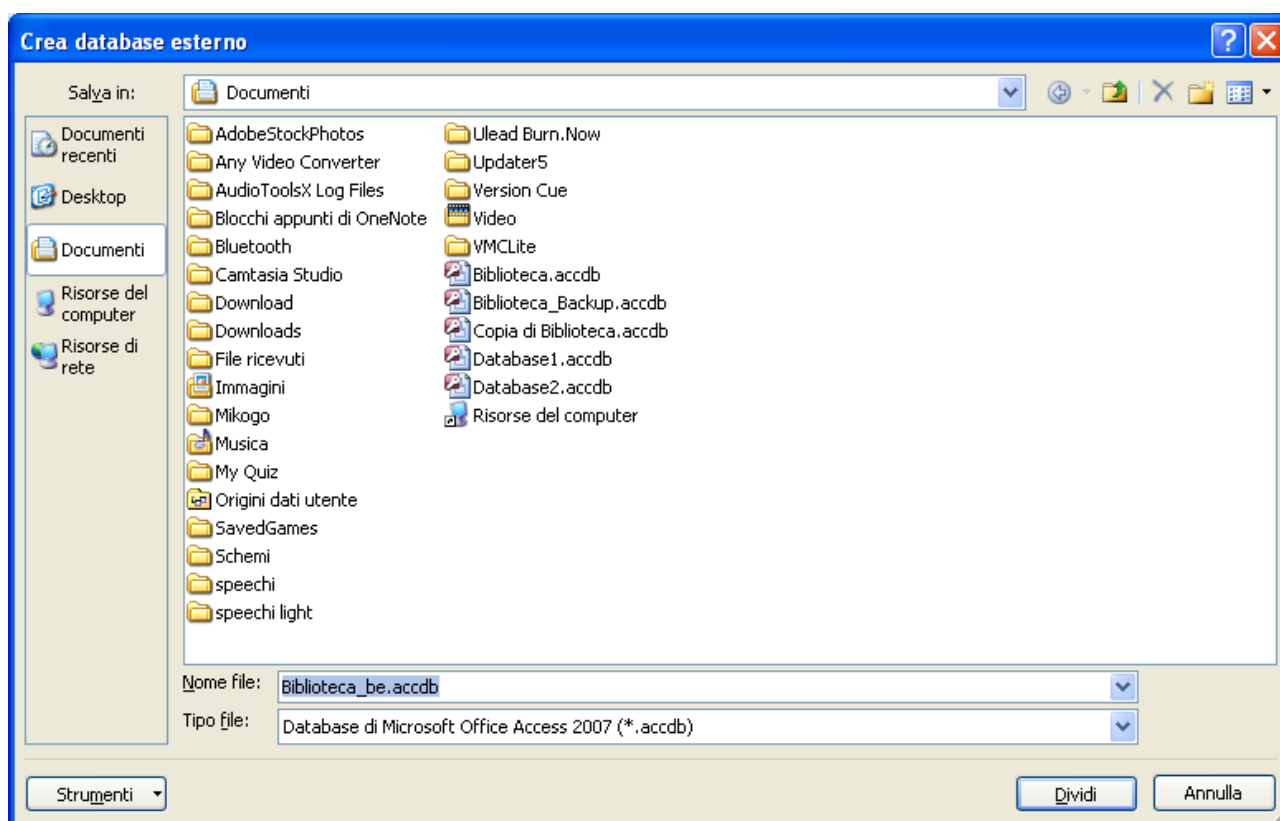 Crea database esterno
Salva in:
Documenti
Documenti recenti
Desktop
Documenti
Risorse del computer
Risorse di rete
AdobeStockPhotos
Any Video Converter
AudioToolsX Log Files
Blocchi appunti di OneNote
Bluetooth
Camtasia Studio
Download
Downloads
File ricevuti
Immagini
Mikogo
Musica
My Quiz
Origini dati utente
SavedGames
Schemi
speechi
speechi light
Ulead Burn.Now
Updater5
Version Cue
Video
VMCLite
Biblioteca.accdb
Biblioteca_Backup.accdb
Copia di Biblioteca.accdb
Database1.accdb
Database2.accdb
Risorse del computer
Nome file:
Biblioteca_be.accdb
Tipo file:
Database di Microsoft Office Access 2007 (*.accdb)
Strumenti
Dividi
Annulla